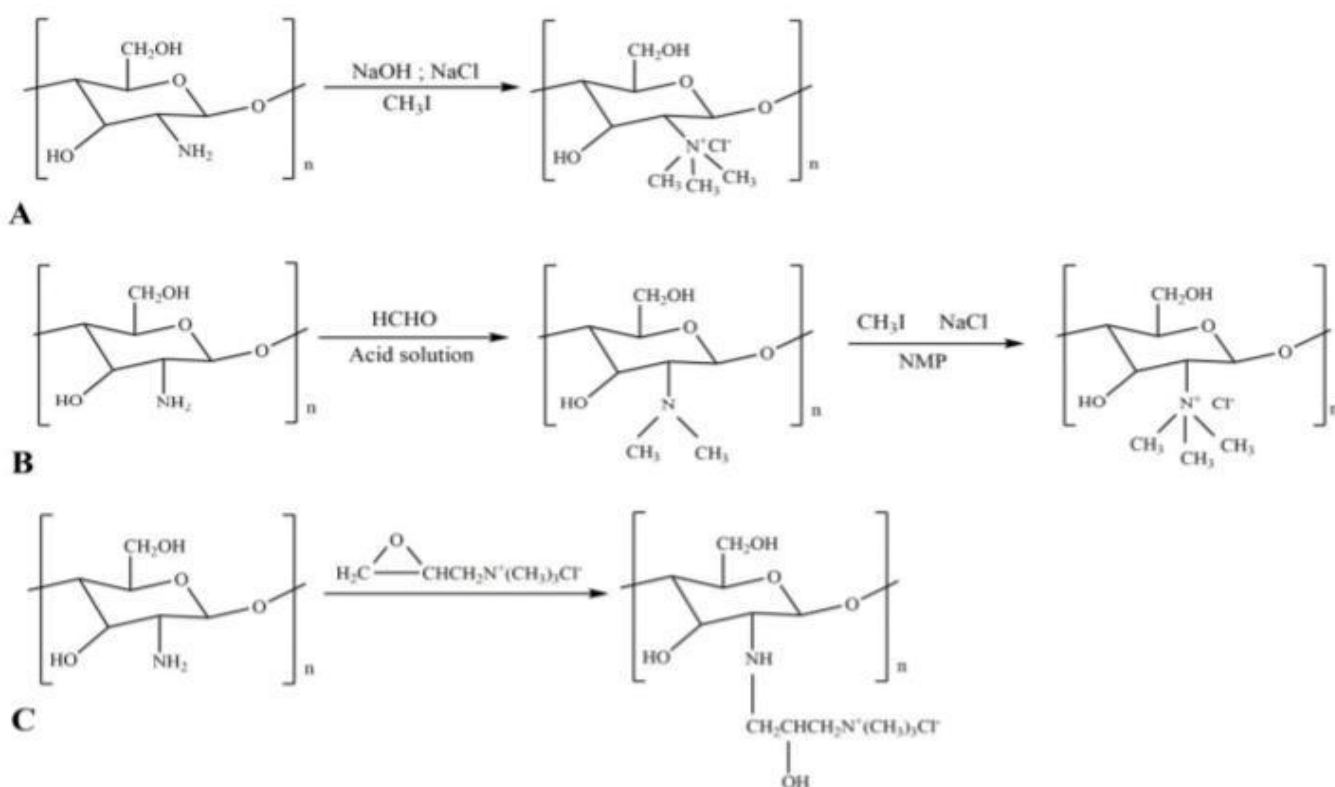 CH₂OH
O
O
HO
NH₂
n
NaOH ; NaCl
CH₃I
CH₂OH
O
O
HO
N⁺Cl⁻
CH₃ CH₃ CH₃
n
A
CH₂OH
O
O
HO
NH₂
n
HCHO
Acid solution
CH₂OH
O
O
HO
N
CH₃ CH₃
n
CH₃I NaCl
NMP
CH₂OH
O
O
HO
N⁺ Cl⁻
CH₃ CH₃ CH₃
n
B
CH₂OH
O
O
HO
NH₂
n
O
H₂C CHCH₂N⁺(CH₃)₃Cl⁻
CH₂OH
O
O
HO
NH
n
CH₂CHCH₂N⁺(CH₃)₃Cl⁻
OH
C